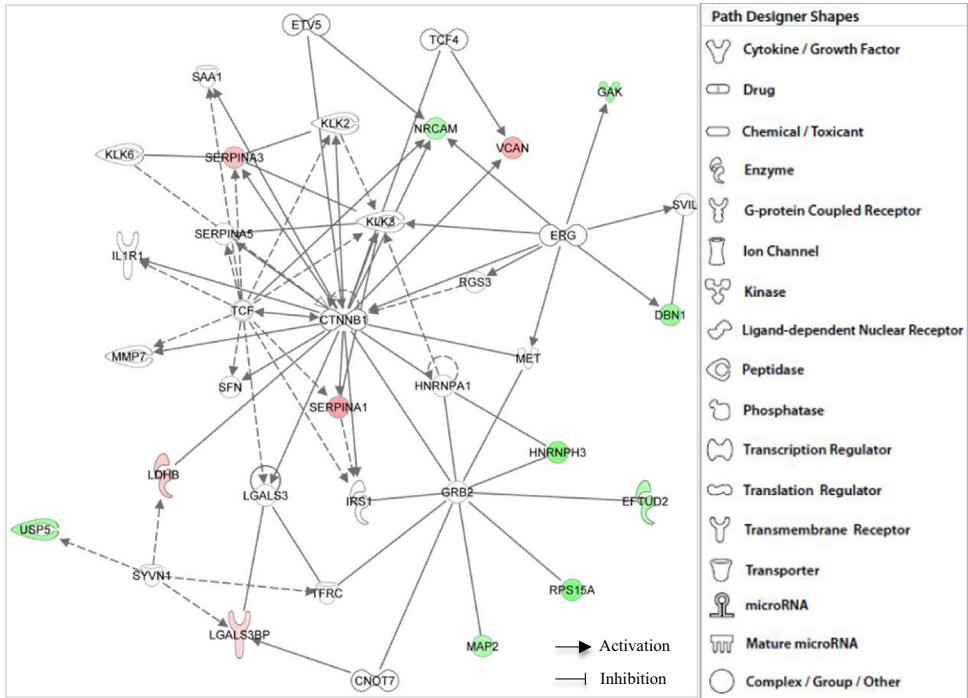 ETV5
TCF4
SAA1
GAK
KLK2
NRCAM
VCAN
KLK6
SERPINA3
SVIL
KLK3
SERPINA5
ERG
IL1R1
RGS3
TCF
CTNNB1
DBN1
MMP7
MET
SFN
HNRNPA1
SERPINA1
HNRNPH3
LDHB
LGALS3
IRS1
GRB2
EFTUD2
USP5
SYVN1
TFRC
RPS15A
LGALS3BP
MAP2
CNOT7
Activation
Inhibition
Path Designer Shapes
Cytokine / Growth Factor
Drug
Chemical / Toxicant
Enzyme
G-protein Coupled Receptor
Ion Channel
Kinase
Ligand-dependent Nuclear Receptor
Peptidase
Phosphatase
Transcription Regulator
Translation Regulator
Transmembrane Receptor
Transporter
microRNA
Mature microRNA
Complex / Group / Other